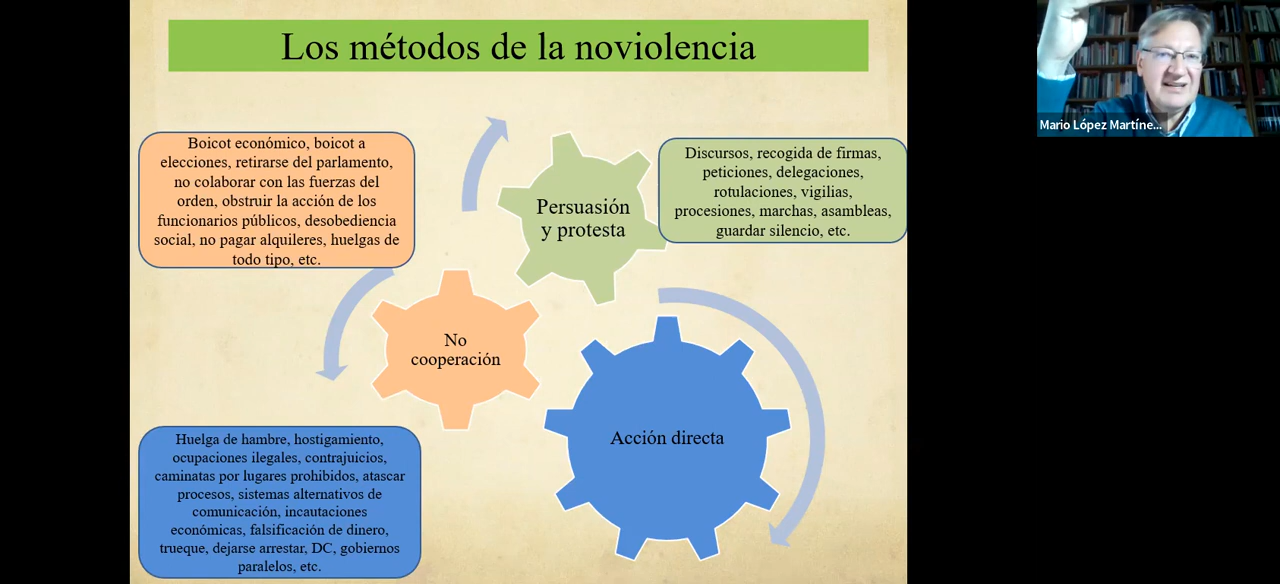 Los métodos de la noviolencia
Mario López Martíne...
Boicot económico, boicot a
elecciones, retirarse del parlamento,
no colaborar con las fuerzas del
orden, obstruir la acción de los
funcionarios públicos, desobediencia
social, no pagar alquileres, huelgas de
todo tipo, etc.
Persuasión
y protesta
Discursos, recogida de firmas,
peticiones, delegaciones,
rotulaciones, vigilias,
procesiones, marchas, asambleas,
guardar silencio, etc.
No
cooperación
Acción directa
Huelga de hambre, hostigamiento,
ocupaciones ilegales, contrajuicios,
caminatas por lugares prohibidos, atascar
procesos, sistemas alternativos de
comunicación, incautaciones
económicas, falsificación de dinero,
trueque, dejarse arrestar, DC, gobiernos
paralelos, etc.